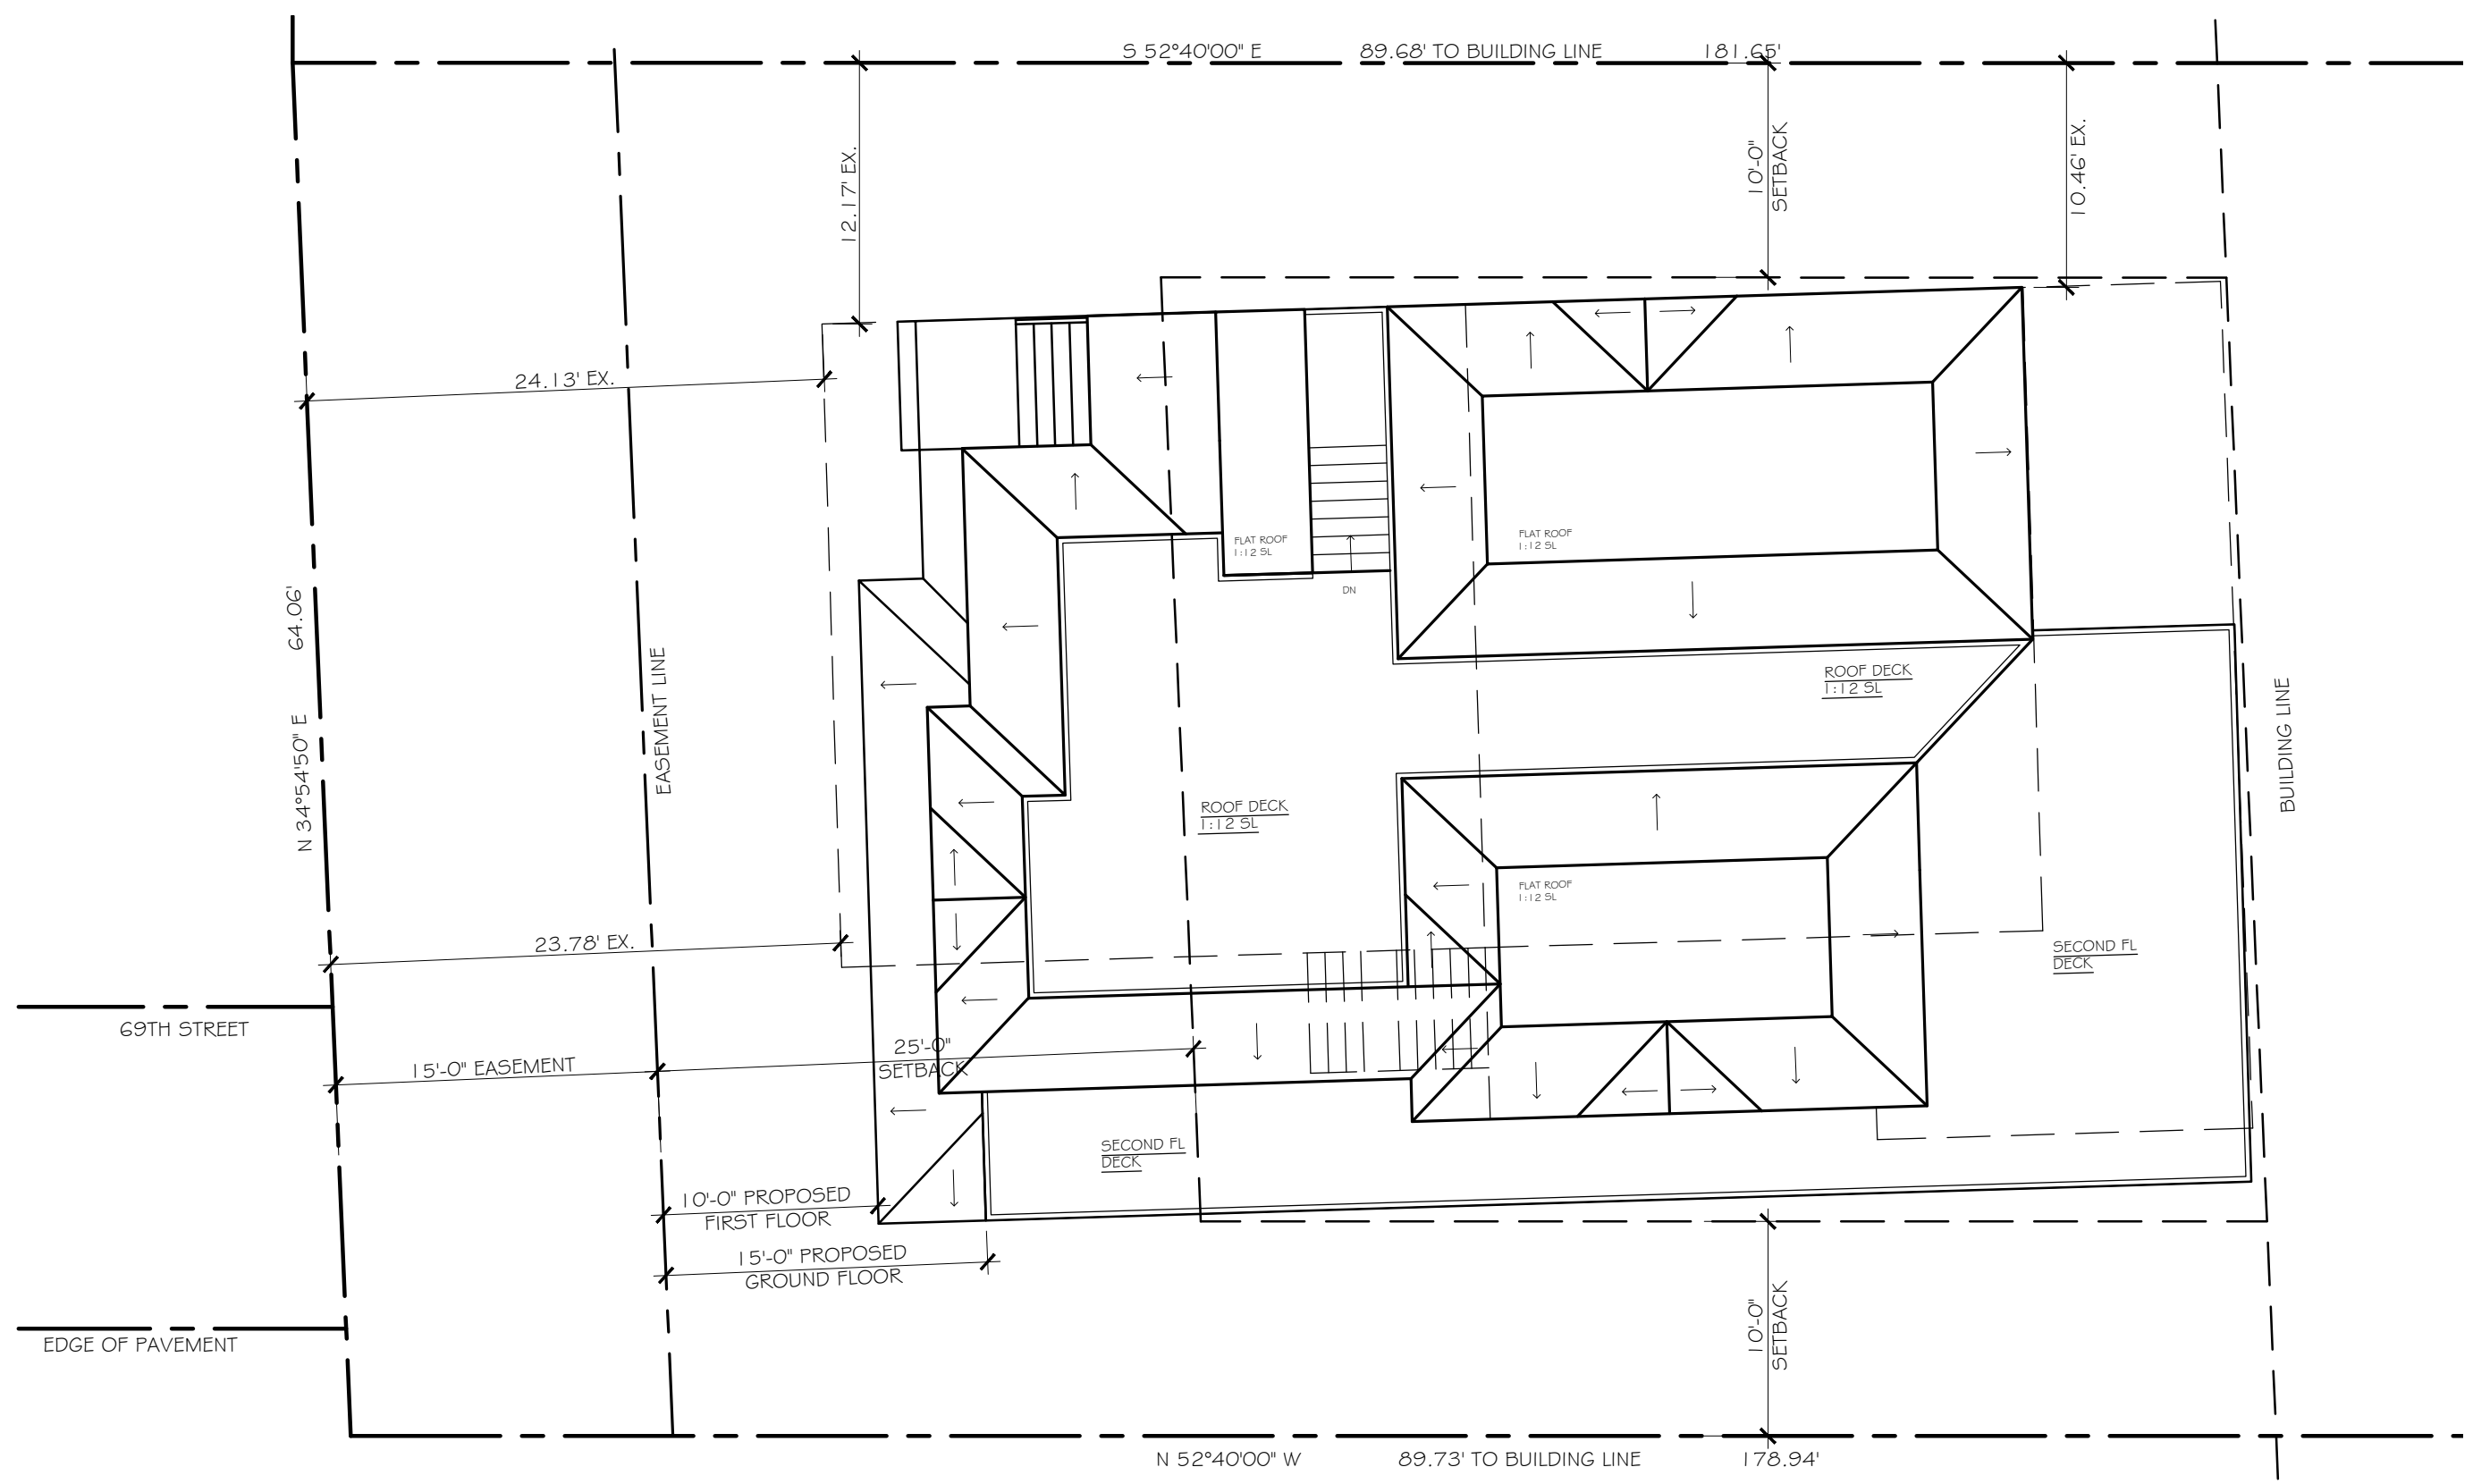 S 52°40'00" E 89.68' TO BUILDING LINE 181.65'
12.17' EX.
10'-0"
SETBACK
10.46' EX.
24.13' EX.
FLAT ROOF
1:12 SL
FLAT ROOF
1:12 SL
DN
N 34°54'50" E 64.06'
EASEMENT LINE
ROOF DECK
1:12 SL
BUILDING LINE
ROOF DECK
1:12 SL
FLAT ROOF
1:12 SL
23.78' EX.
SECOND FL
DECK
69TH STREET
15'-0" EASEMENT
25'-0"
SETBACK
SECOND FL
DECK
10'-0" PROPOSED
FIRST FLOOR
15'-0" PROPOSED
GROUND FLOOR
10'-0"
SETBACK
EDGE OF PAVEMENT
N 52°40'00" W 89.73' TO BUILDING LINE 178.94'